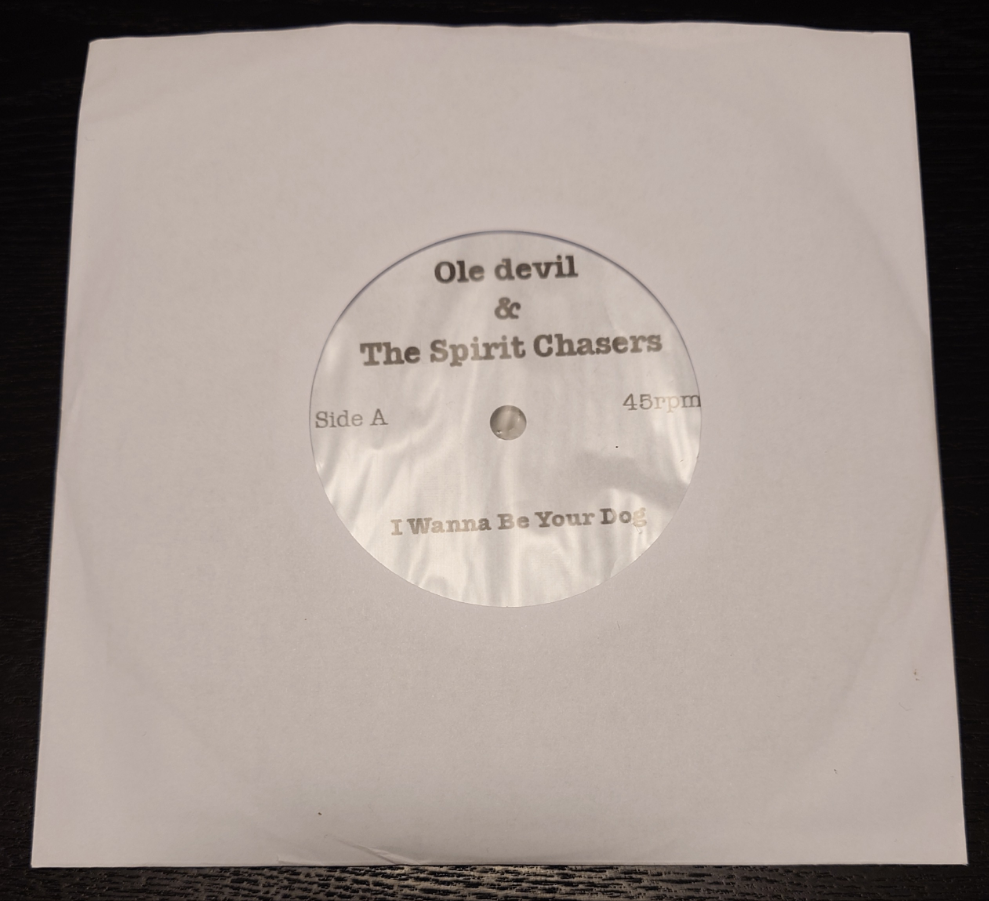 Ole devil
&
The Spirit Chasers
Side A
45rpm
I Wanna Be Your Dog